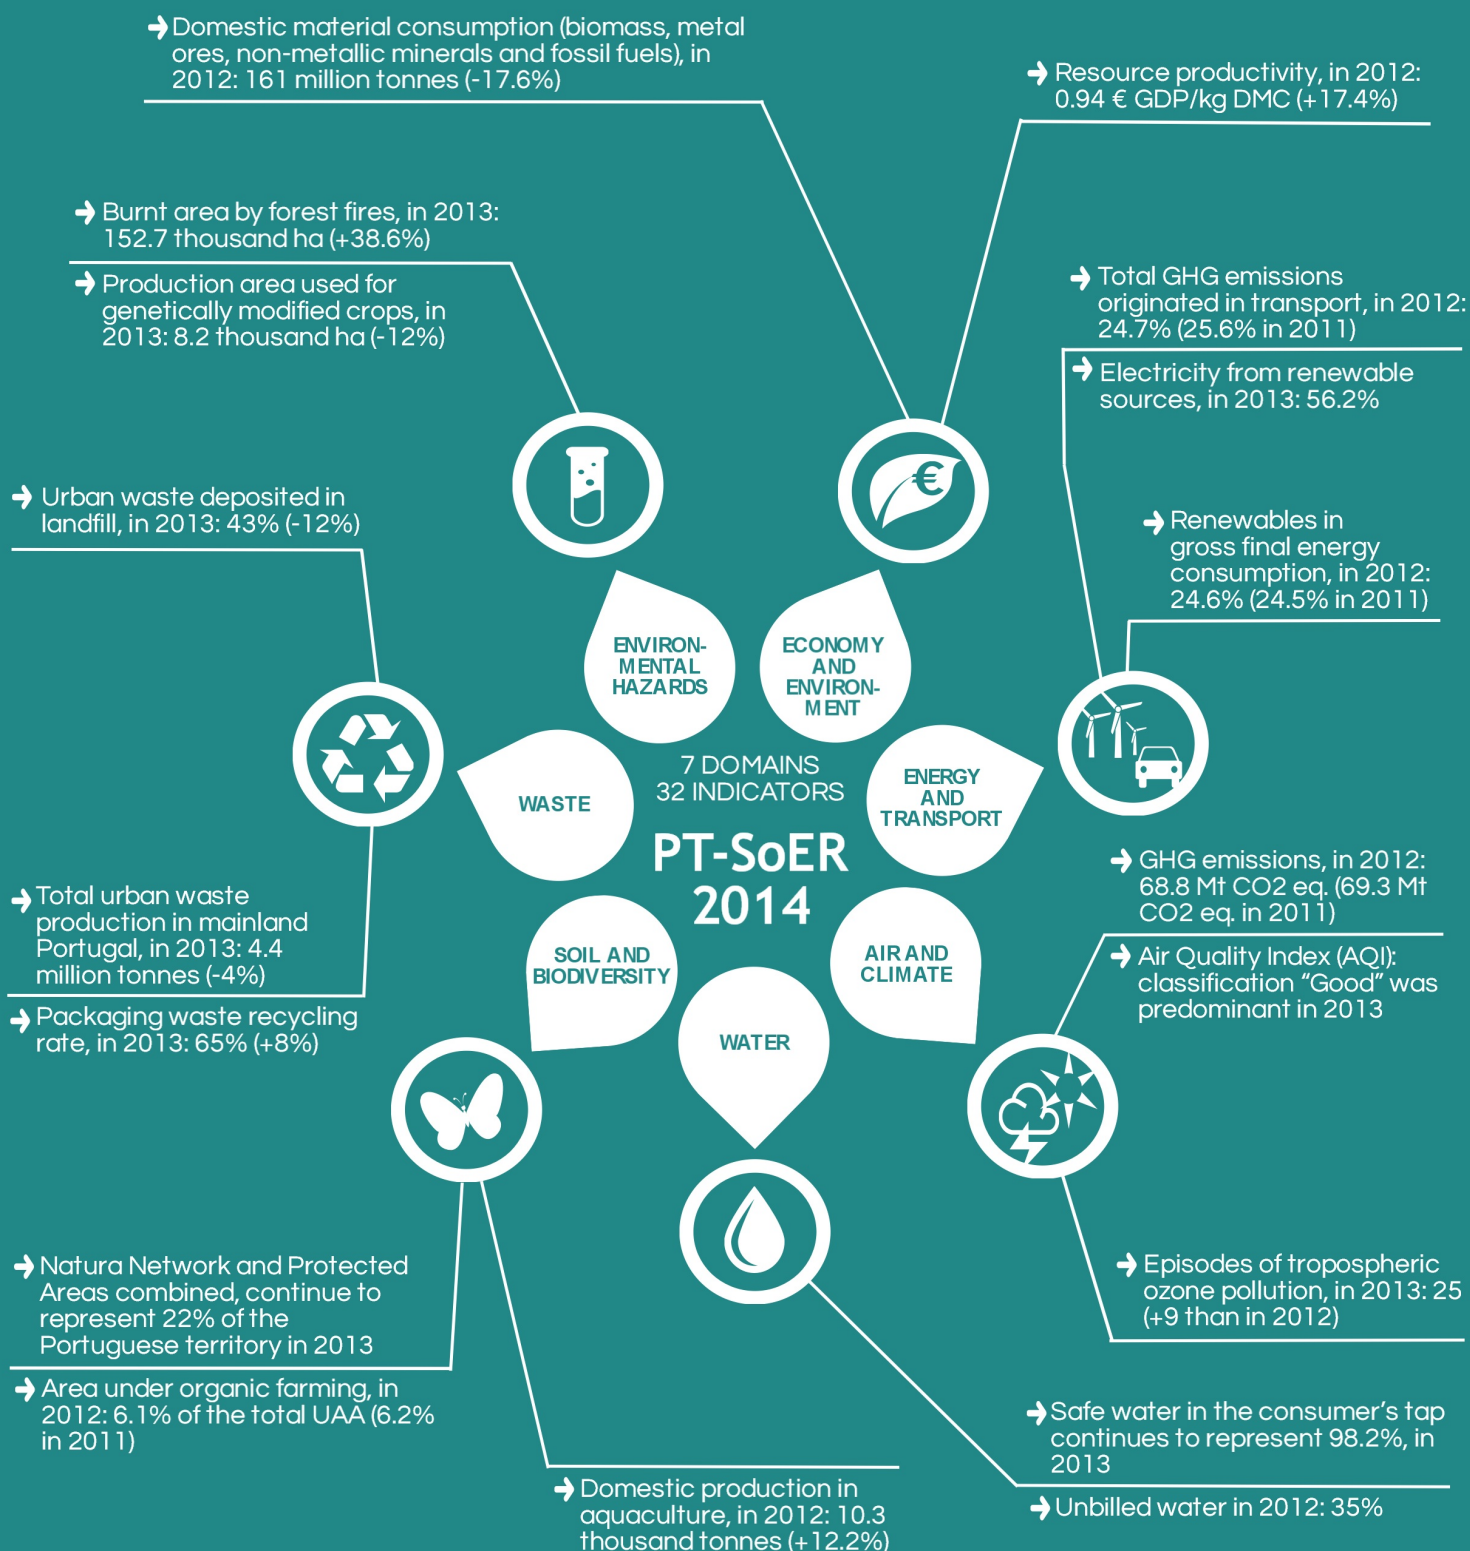 Domestic material consumption (biomass, metal
ores, non-metallic minerals and fossil fuels), in
2012: 161 million tonnes (-17.6%)
Resource productivity, in 2012:
0.94 € GDP/kg DMC (+17.4%)
Burnt area by forest fires, in 2013:
152.7 thousand ha (+38.6%)
Production area used for
genetically modified crops, in
2013: 8.2 thousand ha (-12%)
Total GHG emissions
originated in transport, in 2012:
24.7% (25.6% in 2011)
Electricity from renewable
sources, in 2013: 56.2%
Urban waste deposited in
landfill, in 2013: 43% (-12%)
Renewables in
gross final energy
consumption, in 2012:
24.6% (24.5% in 2011)
€
ENVIRON-
MENTAL
HAZARDS
ECONOMY
AND
ENVIRON-
MENT
WASTE
7 DOMAINS
32 INDICATORS
PT-SoER
2014
ENERGY
AND
TRANSPORT
SOIL AND
BIODIVERSITY
AIR AND
CLIMATE
WATER
Total urban waste
production in mainland
Portugal, in 2013: 4.4
million tonnes (-4%)
Packaging waste recycling
rate, in 2013: 65% (+8%)
GHG emissions, in 2012:
68.8 Mt CO2 eq. (69.3 Mt
CO2 eq. in 2011)
Air Quality Index (AQI):
classification “Good” was
predominant in 2013
Natura Network and Protected
Areas combined, continue to
represent 22% of the
Portuguese territory in 2013
Area under organic farming, in
2012: 6.1% of the total UAA (6.2%
in 2011)
Episodes of tropospheric
ozone pollution, in 2013: 25
(+9 than in 2012)
Domestic production in
aquaculture, in 2012: 10.3
thousand tonnes (+12.2%)
Safe water in the consumer’s tap
continues to represent 98.2%, in
2013
Unbilled water in 2012: 35%